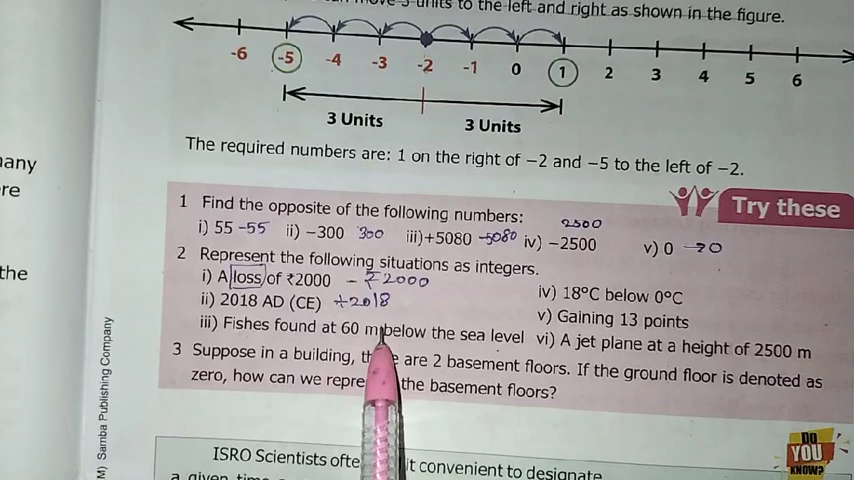 units to the left and right as shown in the figure.
-6 -5 -4 -3 -2 -1 0 1 2 3 4 5 6
3 Units 3 Units
The required numbers are: 1 on the right of −2 and −5 to the left of −2.
any
re
the
Try these
1 Find the opposite of the following numbers:
2500
i) 55 -55 ii) −300 300 iii)+5080 -5080 iv) −2500 v) 0 →0
2 Represent the following situations as integers.
i) A loss of ₹2000 - ₹2000
ii) 2018 AD (CE) +2018
iii) Fishes found at 60 m below the sea level
iv) 18°C below 0°C
v) Gaining 13 points
vi) A jet plane at a height of 2500 m
3 Suppose in a building, are 2 basement floors. If the ground floor is denoted as
zero, how can we the basement floors?
M) Samba Publishing Company
DO
YOU
KNOW?
ISRO Scientists it convenient to designate
a given time